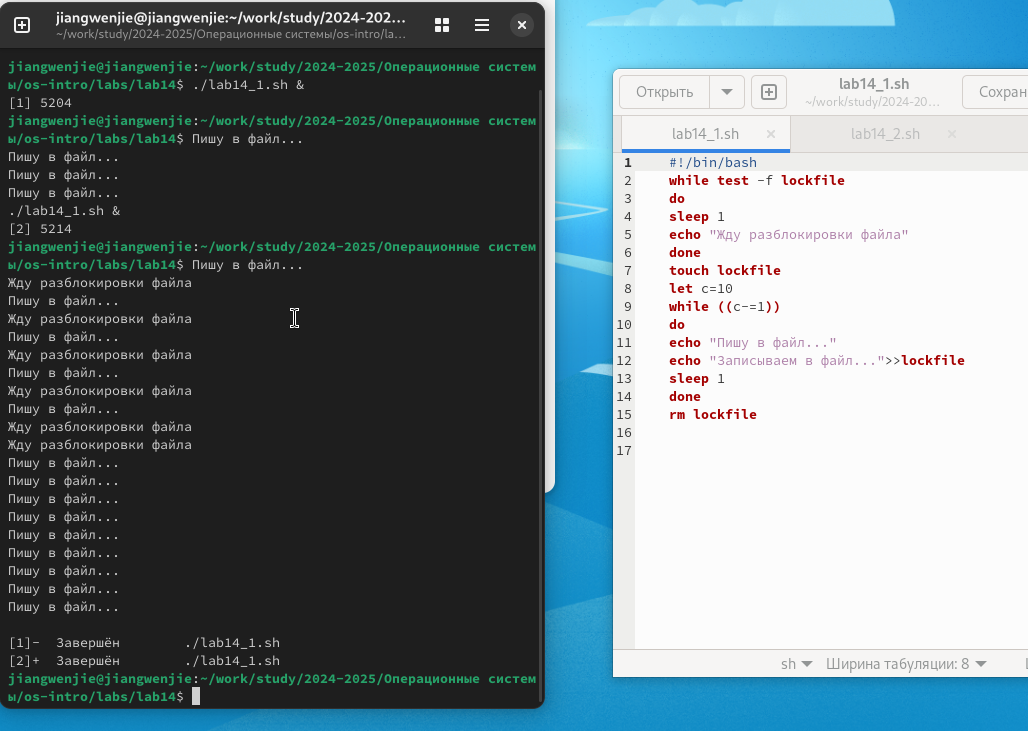 jiangwenjie@jiangwenjie:~/work/study/2024-202...
~/work/study/2024-2025/Операционные системы/os-intro/la...
jiangwenjie@jiangwenjie:~/work/study/2024-2025/Операционные систем
ы/os-intro/labs/lab14$ ./lab14_1.sh &
[1] 5204
jiangwenjie@jiangwenjie:~/work/study/2024-2025/Операционные систем
ы/os-intro/labs/lab14$ Пишу в файл...
Пишу в файл...
Пишу в файл...
Пишу в файл...
./lab14_1.sh &
[2] 5214
jiangwenjie@jiangwenjie:~/work/study/2024-2025/Операционные систем
ы/os-intro/labs/lab14$ Пишу в файл...
Жду разблокировки файла
Пишу в файл...
Жду разблокировки файла
Пишу в файл...
Жду разблокировки файла
Пишу в файл...
Жду разблокировки файла
Пишу в файл...
Жду разблокировки файла
Жду разблокировки файла
Пишу в файл...
Пишу в файл...
Пишу в файл...
Пишу в файл...
Пишу в файл...
Пишу в файл...
Пишу в файл...
Пишу в файл...
Пишу в файл...
[1]-  Завершён        ./lab14_1.sh
[2]+  Завершён        ./lab14_1.sh
jiangwenjie@jiangwenjie:~/work/study/2024-2025/Операционные систем
ы/os-intro/labs/lab14$
Открыть
lab14_1.sh
~/work/study/2024-20...
Сохран
lab14_1.sh ×
lab14_2.sh ×
1 #!/bin/bash
2 while test -f lockfile
3 do
4 sleep 1
5 echo "Жду разблокировки файла"
6 done
7 touch lockfile
8 let c=10
9 while ((c-=1))
10 do
11 echo "Пишу в файл..."
12 echo "Записываем в файл...">>lockfile
13 sleep 1
14 done
15 rm lockfile
16
17
sh Ширина табуляции: 8